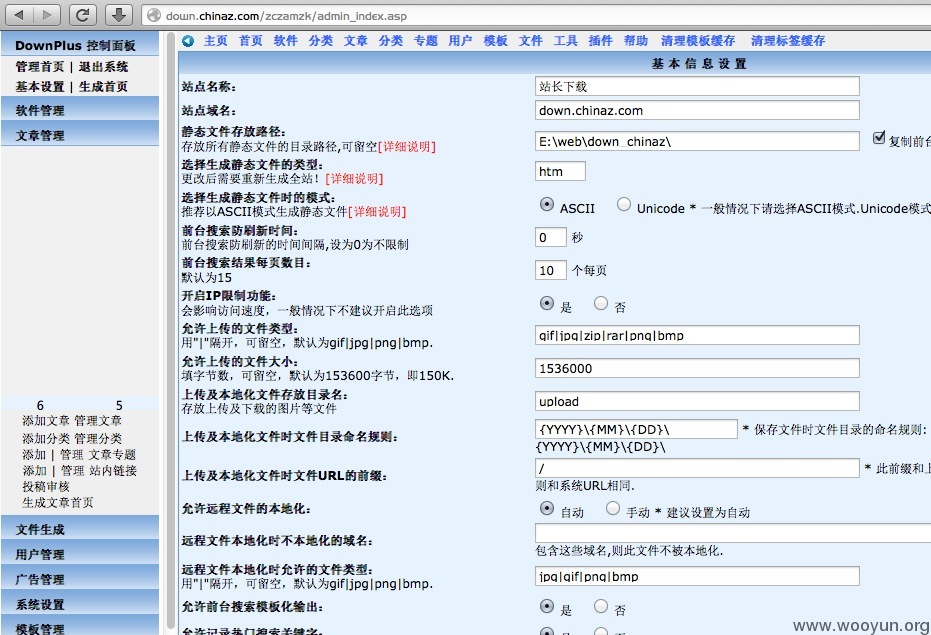 down.chinaz.com/zczamzk/admin_index.asp
DownPlus 控制面板
管理首页 | 退出系统
基本设置 | 生成首页
软件管理
文章管理
6 5
添加文章 管理文章
添加分类 管理分类
添加 | 管理 文章专题
添加 | 管理 站内链接
投稿审核
生成文章首页
文件生成
用户管理
广告管理
系统设置
模板管理
主页 首页 软件 分类 文章 分类 专题 用户 模板 文件 工具 插件 帮助 清理模板缓存 清理标签缓存
基本信息设置
站点名称: 站长下载
站点域名: down.chinaz.com
静态文件存放路径:
存放所有静态文件的目录路径,可留空[详细说明] E:\web\down_chinaz\ 复制前台
选择生成静态文件的类型:
更改后需要重新生成全站! [详细说明] htm
选择生成静态文件时的模式:
推荐以ASCII模式生成静态文件[详细说明] ASCII Unicode * 一般情况下请选择ASCII模式.Unicode模式
前台搜索防刷新时间:
前台搜索防刷新的时间间隔,设为0为不限制 0 秒
前台搜索结果每页数目:
默认为15 10 个每页
开启IP限制功能:
会影响访问速度，一般情况下不建议开启此选项 是 否
允许上传的文件类型:
用"|"隔开，可留空，默认为gif|jpg|png|bmp. gif|jpg|zip|rar|png|bmp
允许上传的文件大小:
填字节数，可留空，默认为153600字节，即150K. 1536000
上传及本地化文件存放目录名:
存放上传及下载的图片等文件 upload
上传及本地化文件时文件目录命名规则: {YYYY}\{MM}\{DD}\ * 保存文件时文件目录的命名规则:
{YYYY}\{MM}\{DD}\
上传及本地化文件时文件URL的前缀: / * 此前缀和上
则和系统URL相同.
允许远程文件的本地化: 自动 手动 * 建议设置为自动
远程文件本地化时不本地化的域名:
包含这些域名,则此文件不被本地化.
远程文件本地化时允许的文件类型:
用"|"隔开，可留空，默认为gif|jpg|png|bmp. jpg|gif|png|bmp
允许前台搜索模板化输出: 是 否
允许记录热门搜索关键字:
www.wooyun.org